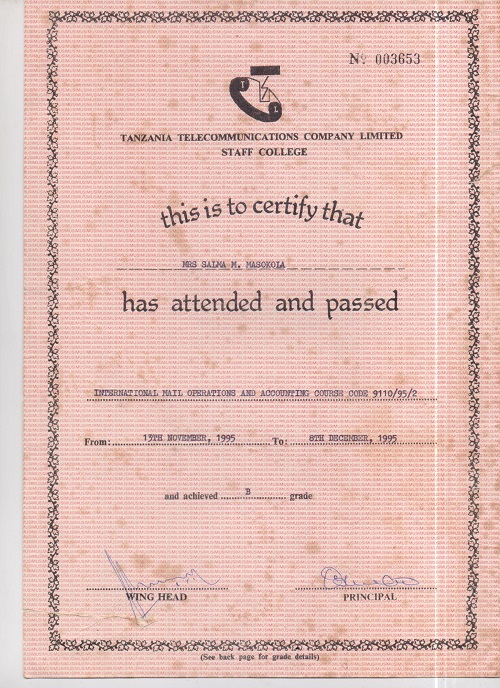 Nº 003653
TANZANIA TELECOMMUNICATIONS COMPANY LIMITED
STAFF COLLEGE
this is to certify that
MRS SALMA M. MASOKOLA
has attended and passed
INTERNATIONAL MAIL OPERATIONS AND ACCOUNTING COURSE CODE 9110/95/2
From: 13TH NOVEMBER, 1995 To: 8TH DECEMBER, 1995
and achieved B grade
WING HEAD PRINCIPAL
(See back page for grade details)